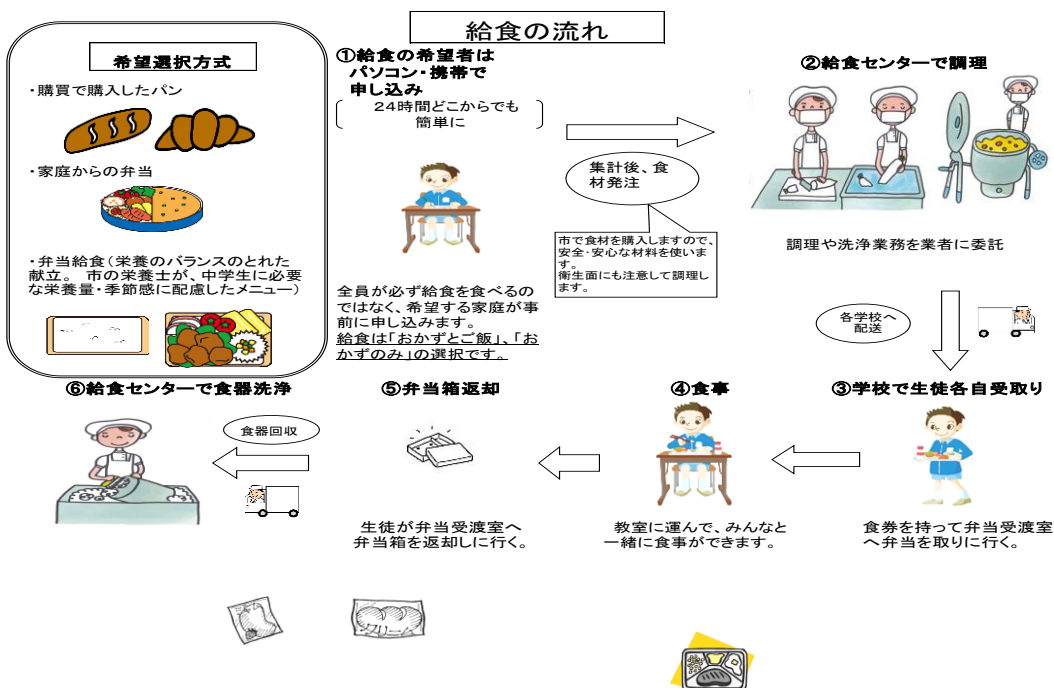 給食の流れ
希望選択方式
・購買で購入したパン
・家庭からの弁当
・弁当給食(栄養のバランスのとれた
献立。 市の栄養士が、中学生に必要
な栄養量・季節感に配慮したメニュー)
①給食の希望者は
パソコン・携帯で
申し込み
24時間どこからでも
簡単に
全員が必ず給食を食べるの
ではなく、希望する家庭が事
前に申し込みます。
給食は「おかずとご飯」、「お
かずのみ」の選択です。
集計後、食
材発注
市で食材を購入しますので、
安全・安心な材料を使いま
す。
衛生面にも注意して調理し
ます。
②給食センターで調理
調理や洗浄業務を業者に委託
各学校へ
配送
③学校で生徒各自受取り
食券を持って弁当受渡室
へ弁当を取りに行く。
④食事
教室に運んで、みんなと
一緒に食事ができます。
⑤弁当箱返却
生徒が弁当受渡室へ
弁当箱を返却しに行く。
食器回収
⑥給食センターで食器洗浄